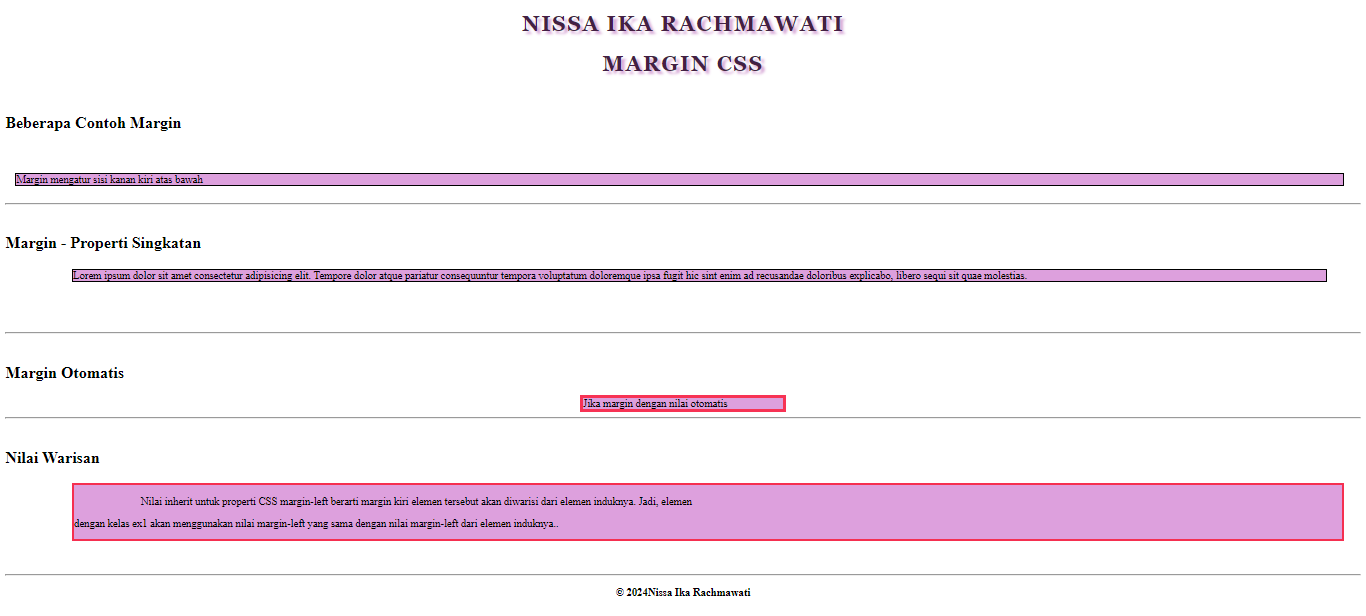 NISSA IKA RACHMAWATI
MARGIN CSS
Beberapa Contoh Margin
Margin mengatur sisi kanan kiri atas bawah
Margin - Properti Singkatan
Lorem ipsum dolor sit amet consectetur adipisicing elit. Tempore dolor atque pariatur consequuntur tempora voluptatum doloremque ipsa fugit hic sint enim ad recusandae doloribus explicabo, libero sequi sit quae molestias.
Margin Otomatis
Jika margin dengan nilai otomatis
Nilai Warisan
Nilai inherit untuk properti CSS margin-left berarti margin kiri elemen tersebut akan diwarisi dari elemen induknya. Jadi, elemen
dengan kelas ex1 akan menggunakan nilai margin-left yang sama dengan nilai margin-left dari elemen induknya..
© 2024Nissa Ika Rachmawati